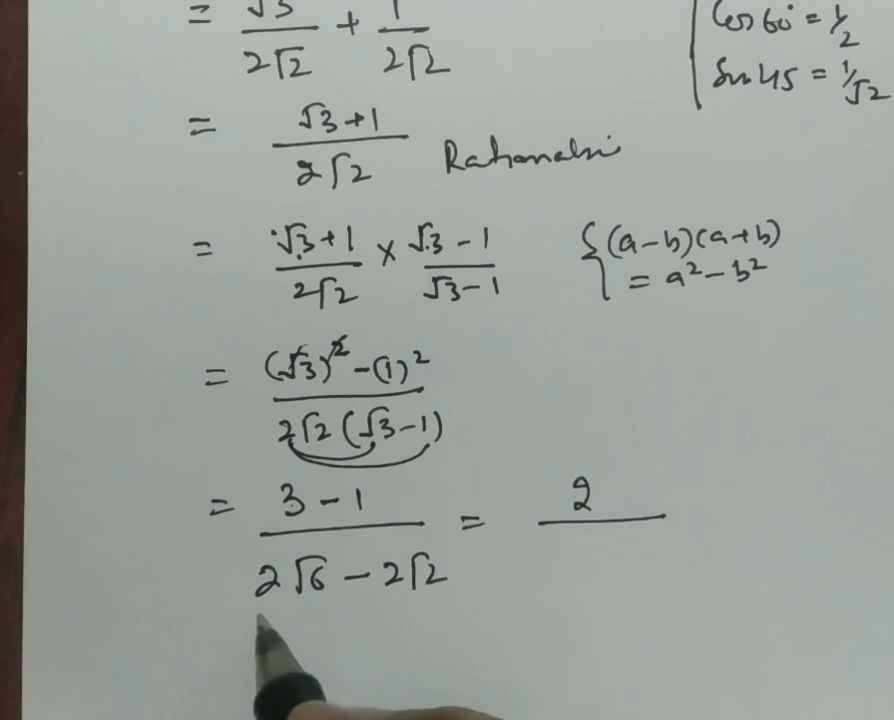 = √3/2√2 + 1/2√2
Cos 60 = 1/2
Sin 45 = 1/√2
= √3+1/2√2
= √3+1/2√2 × √3-1/√3-1
{(a-b)(a+b)
= a²-b²
= (√3)²-(1)²/2√2(√3-1)
= 3-1/2√6-2√2 = 2